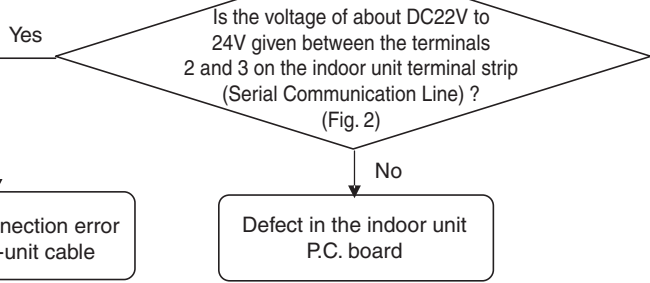 Is the voltage of about DC22V to
Yes
24V given between the terminals
2 and 3 on the indoor unit terminal strip
(Serial Communication Line) ?
(Fig. 2)
No
nection error
-unit cable
Defect in the indoor unit
P.C. board